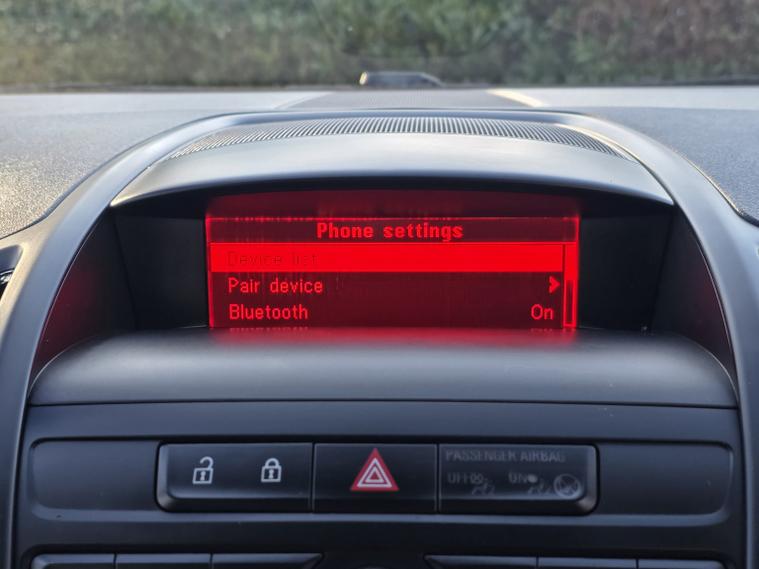 Phone settings
Device list
Pair device
Bluetooth On
PASSENGER AIRBAG
OFF ON